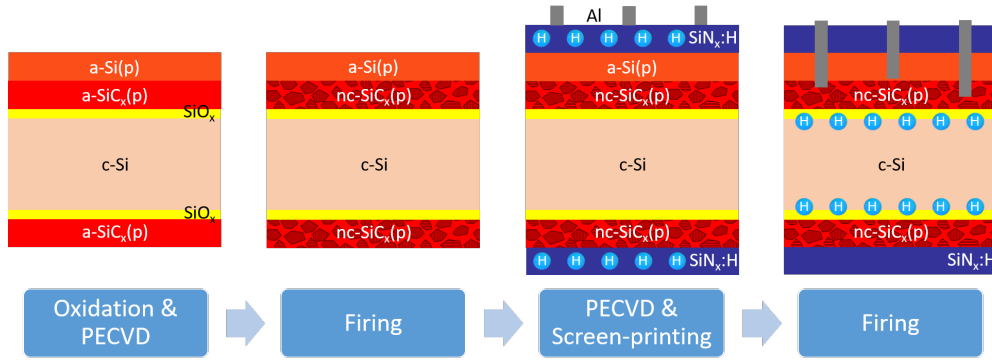 a-Si(p)
a-SiCₓ(p)
SiOₓ
c-Si
SiOₓ
a-SiCₓ(p)
Oxidation &
PECVD
a-Si(p)
nc-SiCₓ(p)
c-Si
nc-SiCₓ(p)
Firing
Al
H H H H H SiNₓ:H
a-Si(p)
nc-SiCₓ(p)
c-Si
nc-SiCₓ(p)
H H H H H SiNₓ:H
PECVD &
Screen-printing
nc-SiCₓ(p)
H H H H H H
c-Si
H H H H H H
nc-SiCₓ(p)
SiNₓ:H
Firing